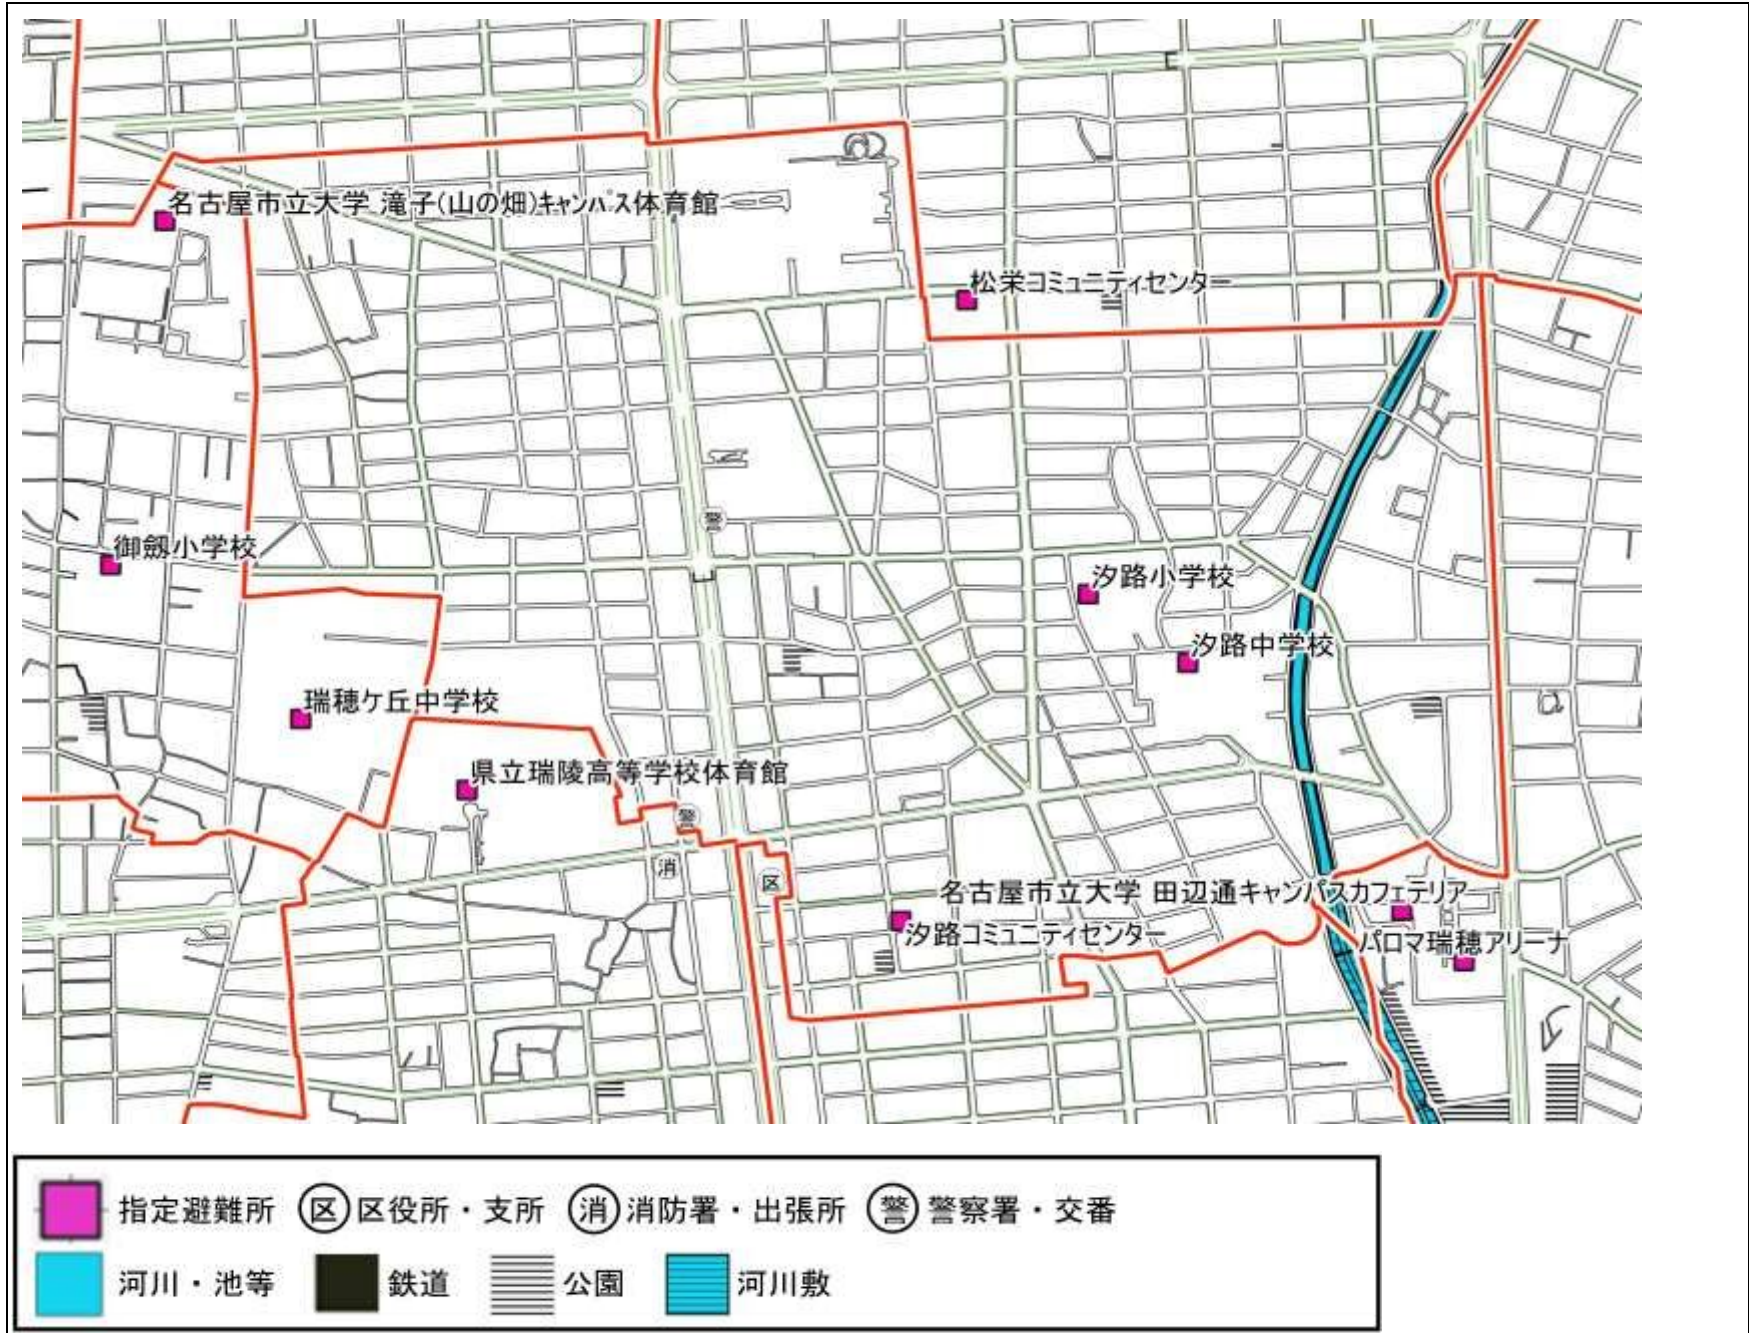 名古屋市立大学 滝子(山の畑)キャンパス体育館
松栄コミュニティセンター
警
御劔小学校
汐路小学校
汐路中学校
瑞穂ケ丘中学校
県立瑞陵高等学校体育館
警
消
区
名古屋市立大学 田辺通キャンパスカフェテリア
汐路コミュニティセンター
パロマ瑞穂アリーナ
指定避難所 区 区役所・支所 消 消防署・出張所 警 警察署・交番
河川・池等 鉄道 公園 河川敷